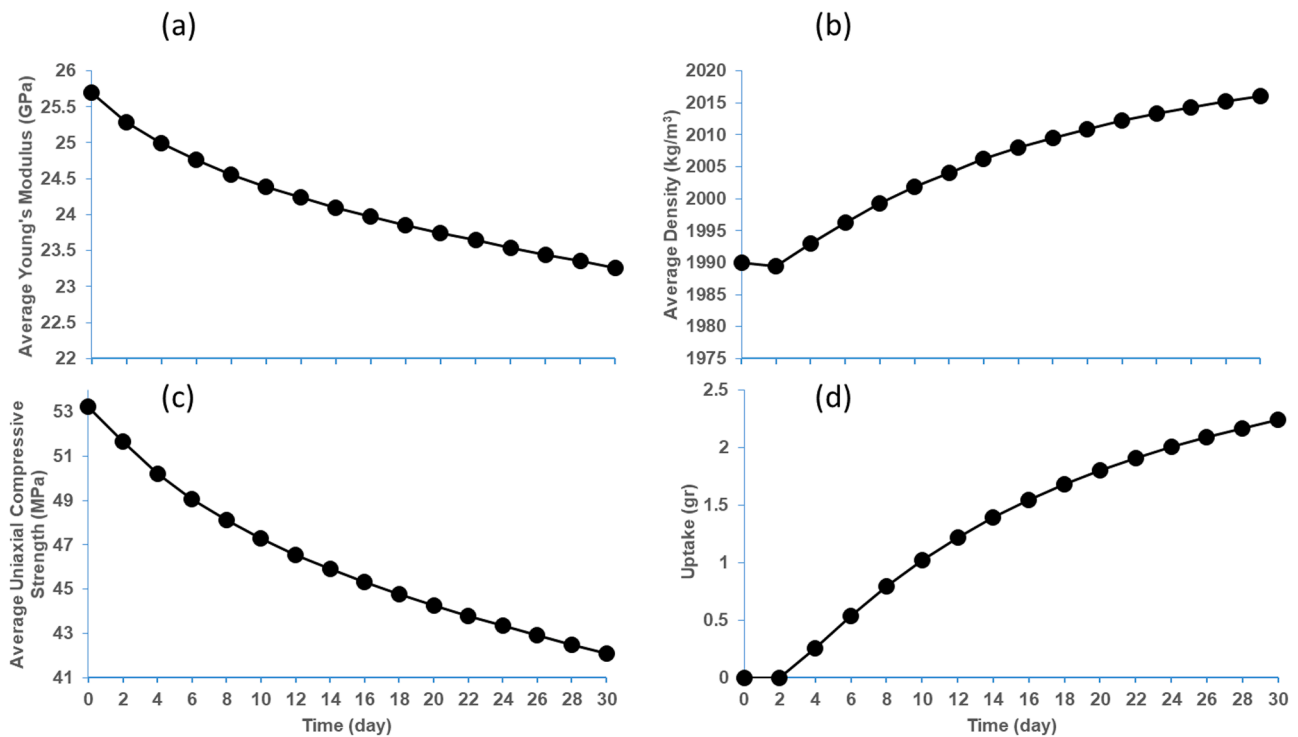 (a)
Average Young's Modulus (GPa)
26
25.5
25
24.5
24
23.5
23
22.5
22
(b)
Average Density (kg/m³)
2020
2015
2010
2005
2000
1995
1990
1985
1980
1975
(c)
Average Uniaxial Compressive
Strength (MPa)
53
51
49
47
45
43
41
0 2 4 6 8 10 12 14 16 18 20 22 24 26 28 30
Time (day)
(d)
Uptake (gr)
2.5
2
1.5
1
0.5
0
0 2 4 6 8 10 12 14 16 18 20 22 24 26 28 30
Time (day)